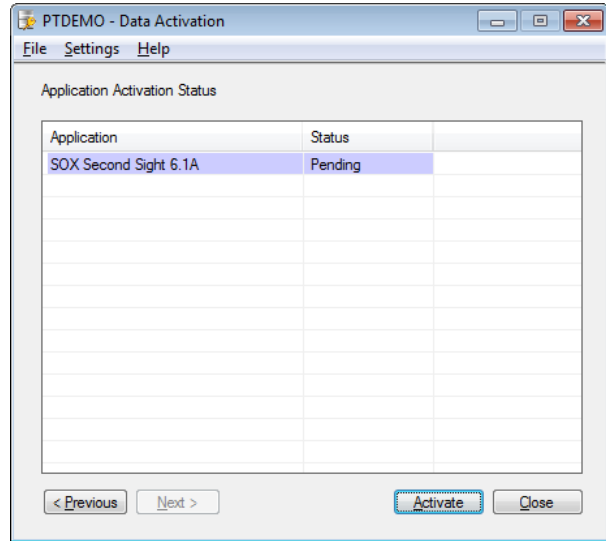 PTDEMO - Data Activation
File Settings Help
Application Activation Status
Application Status
SOX Second Sight 6.1A Pending
< Previous Next > Activate Close